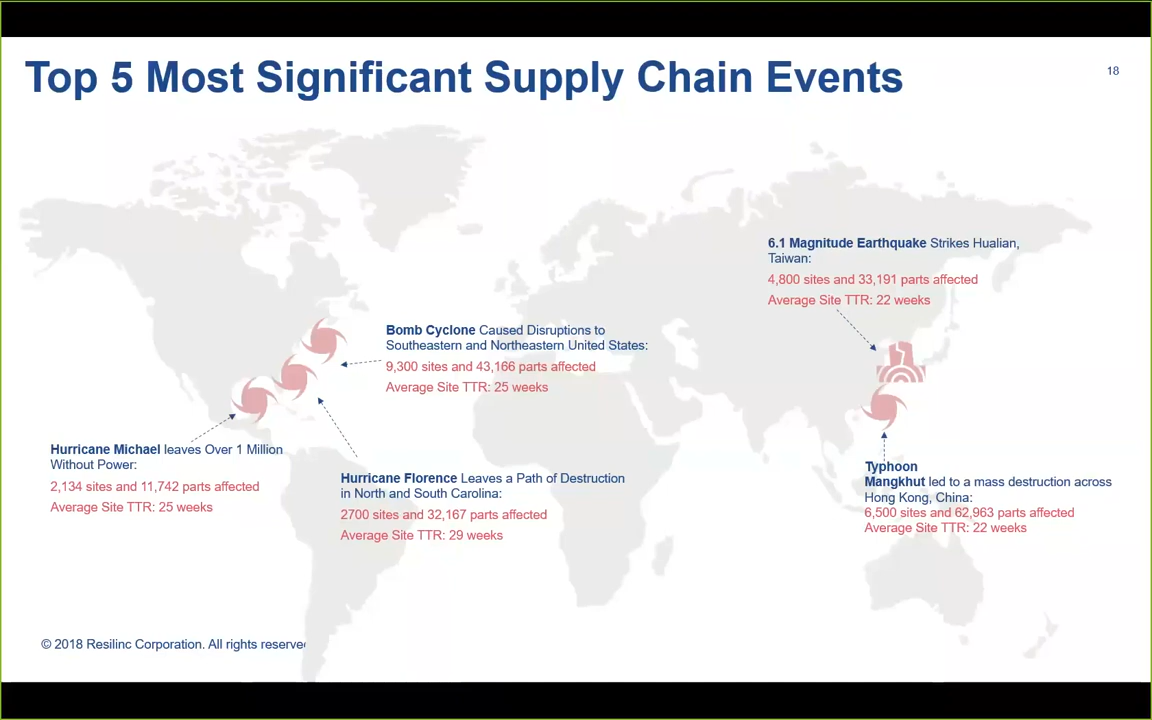 Top 5 Most Significant Supply Chain Events
18
6.1 Magnitude Earthquake Strikes Hualian,
Taiwan:
4,800 sites and 33,191 parts affected
Average Site TTR: 22 weeks
Bomb Cyclone Caused Disruptions to
Southeastern and Northeastern United States:
9,300 sites and 43,166 parts affected
Average Site TTR: 25 weeks
Hurricane Michael leaves Over 1 Million
Without Power:
2,134 sites and 11,742 parts affected
Average Site TTR: 25 weeks
Hurricane Florence Leaves a Path of Destruction
in North and South Carolina:
2700 sites and 32,167 parts affected
Average Site TTR: 29 weeks
Typhoon
Mangkhut led to a mass destruction across
Hong Kong, China:
6,500 sites and 62,963 parts affected
Average Site TTR: 22 weeks
© 2018 Resilinc Corporation. All rights reserve